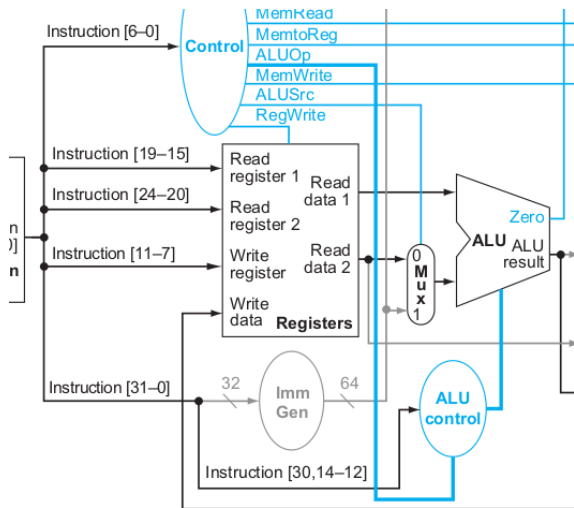 MemRead
Instruction [6–0]
MemtoReg
Control
ALUOp
MemWrite
ALUSrc
RegWrite
Instruction [19–15]
Read
register 1
Read
data 1
Instruction [24–20]
Read
register 2
Zero
Instruction [11–7]
Write
register
Read
data 2
0
Mux
1
ALU
ALU
result
Write
data
Registers
Instruction [31–0]
32
Imm
Gen
64
ALU
control
Instruction [30,14–12]